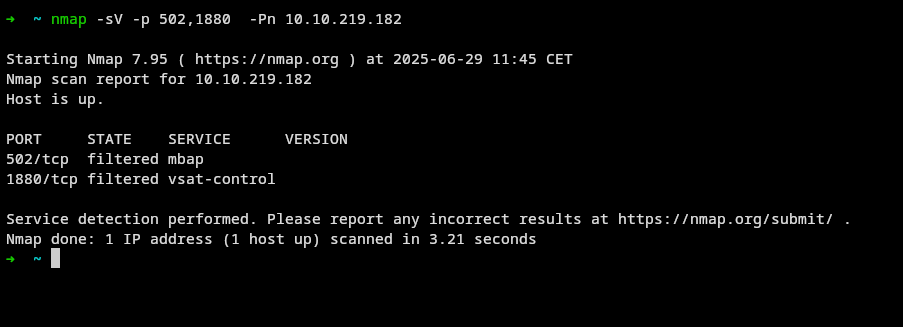 ➜  ~ nmap -sV -p 502,1880  -Pn 10.10.219.182
Starting Nmap 7.95 ( https://nmap.org ) at 2025-06-29 11:45 CET
Nmap scan report for 10.10.219.182
Host is up.
PORT     STATE    SERVICE      VERSION
502/tcp  filtered mbap
1880/tcp filtered vsat-control
Service detection performed. Please report any incorrect results at https://nmap.org/submit/ .
Nmap done: 1 IP address (1 host up) scanned in 3.21 seconds
➜  ~